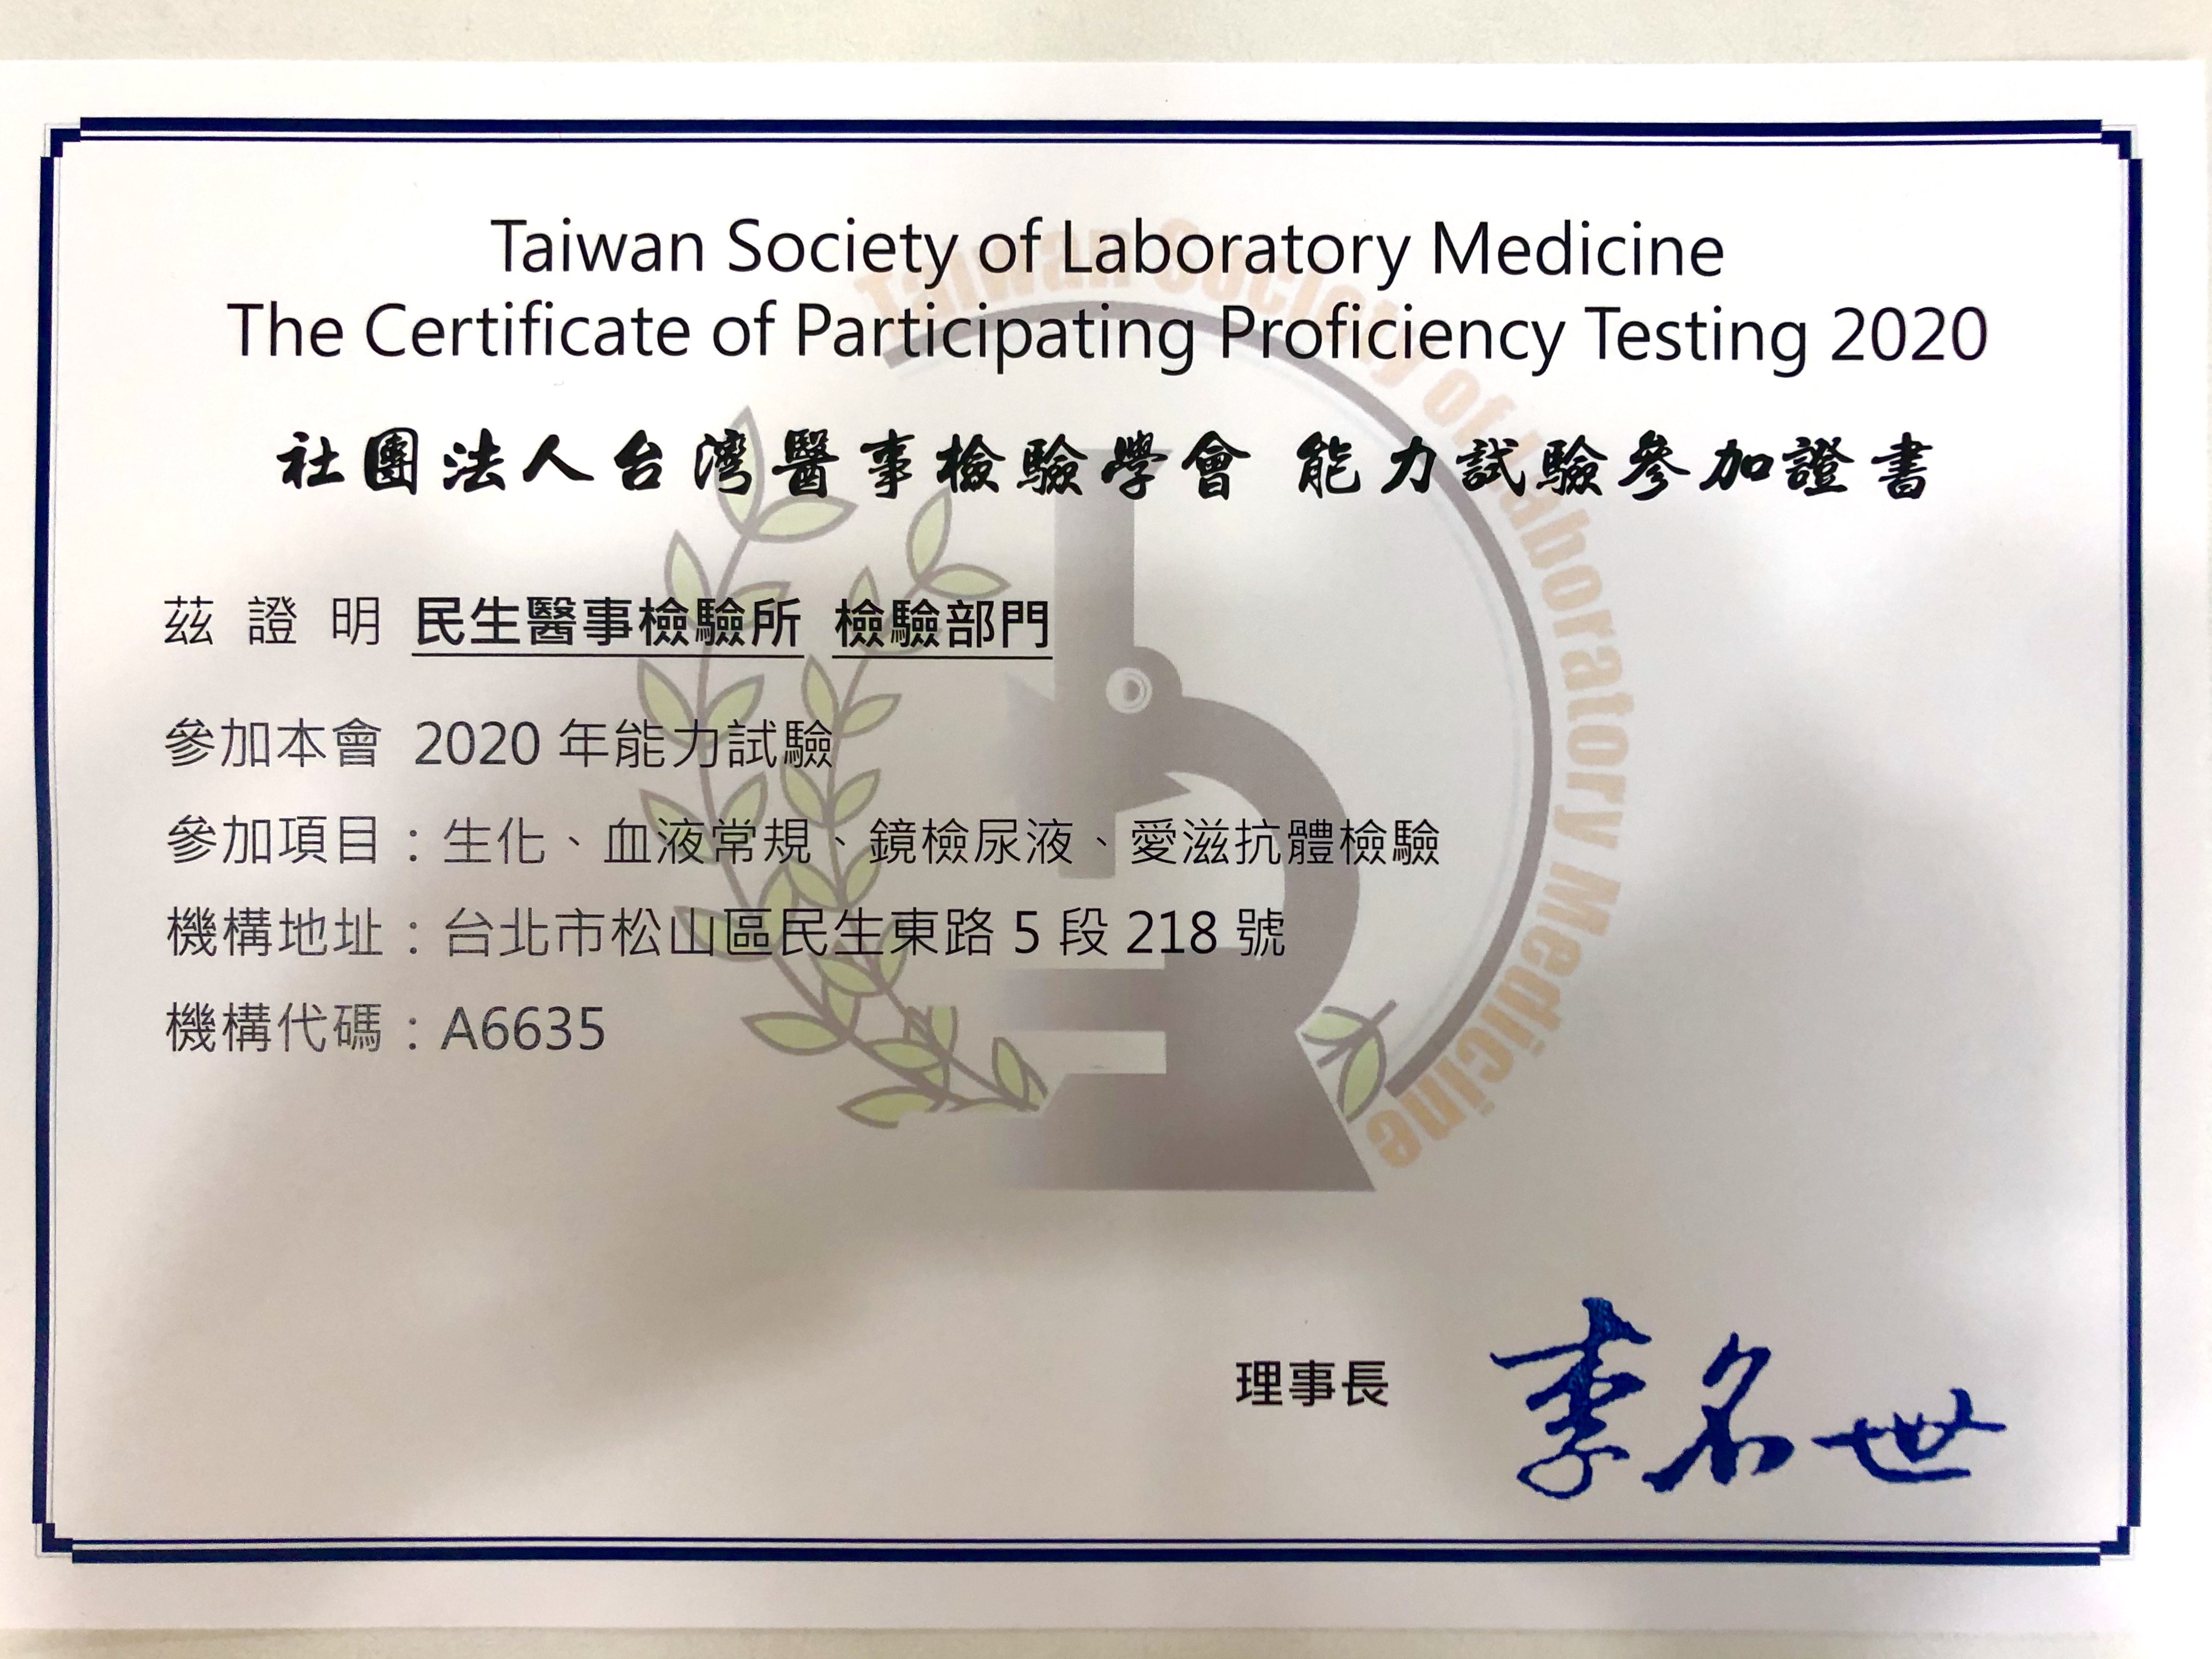 Taiwan Society of Laboratory Medicine
The Certificate of Participating Proficiency Testing 2020
社團法人台灣醫事檢驗學會 能力試驗參加證書
茲 證 明 民生醫事檢驗所 檢驗部門
參加本會 2020 年能力試驗
參加項目：生化、血液常規、鏡檢尿液、愛滋抗體檢驗
機構地址：台北市松山區民生東路 5 段 218 號
機構代碼：A6635
理事長 李名世
Taiwan Society of Laboratory Medicine